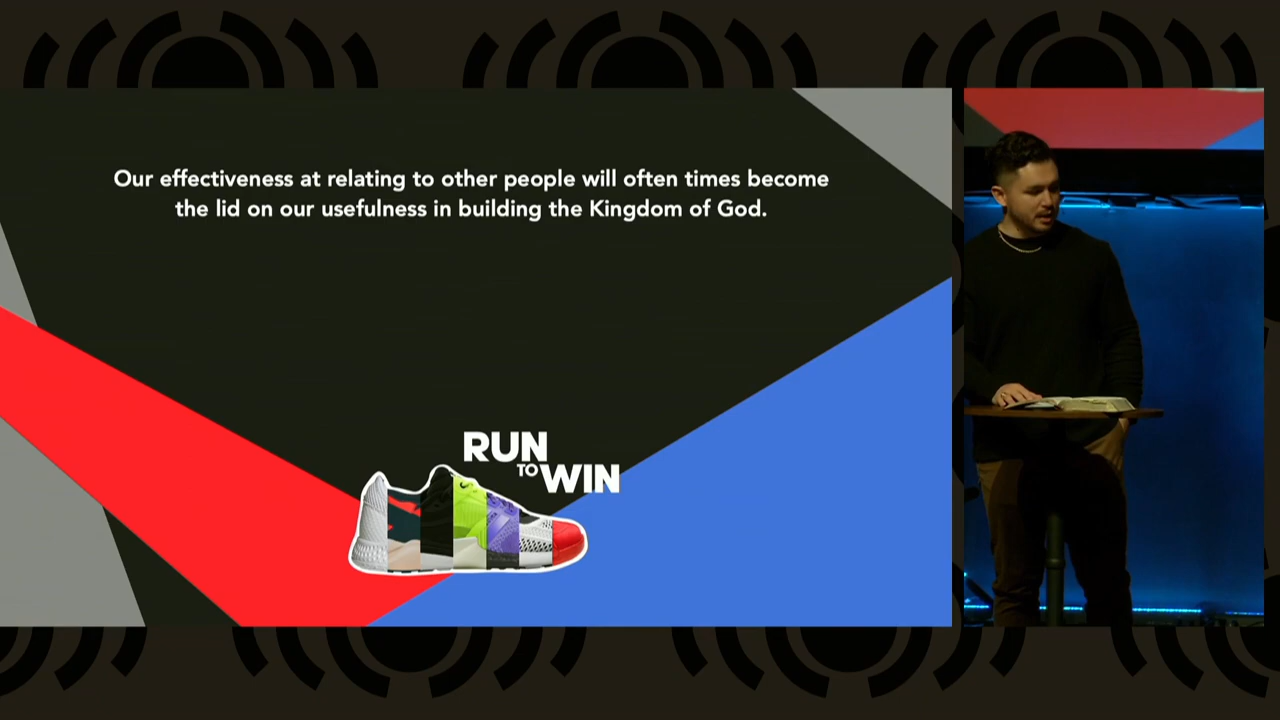 Our effectiveness at relating to other people will often times become
the lid on our usefulness in building the Kingdom of God.
RUN
TO
WIN